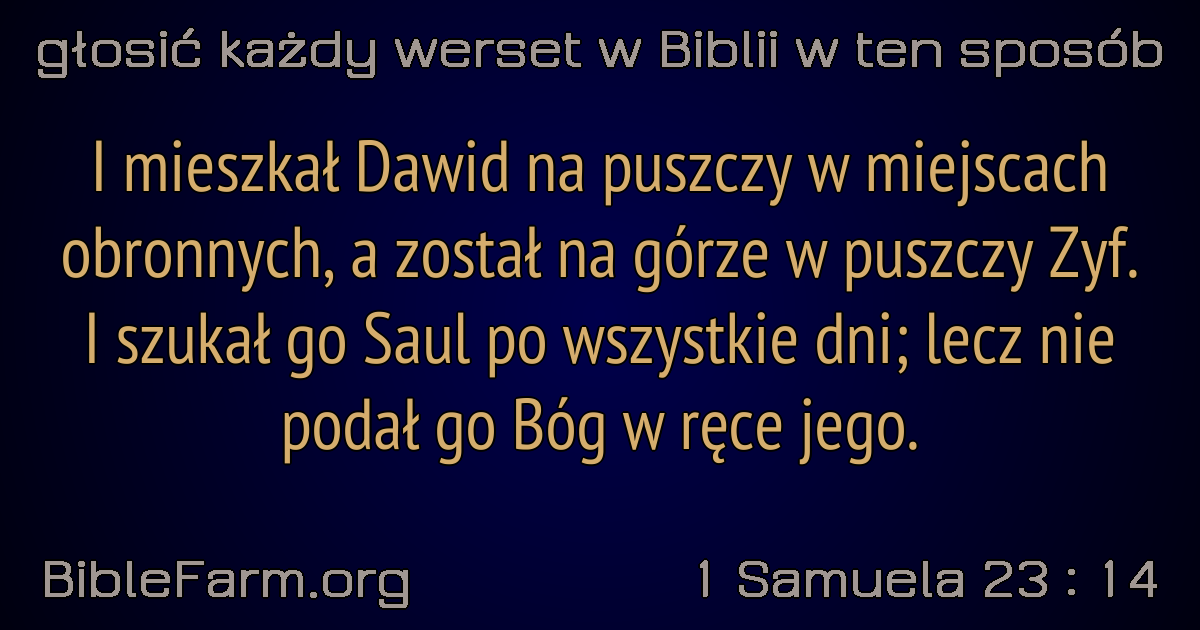 głosić każdy werset w Biblii w ten sposób
I mieszkał Dawid na puszczy w miejscach
obronnych, a został na górze w puszczy Zyf.
I szukał go Saul po wszystkie dni; lecz nie
podał go Bóg w ręce jego.
BibleFarm.org
1 Samuela 23 : 14